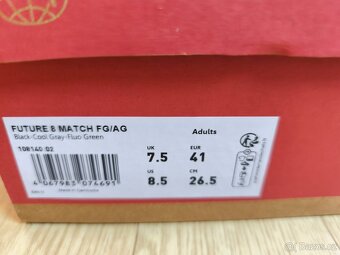 FUTURE 8 MATCH FG/AG
Black-Cool Gray-Fluo Green
Adults
108140 02
UK
7.5
EUR
41
US
8.5
CM
26.5
4 067983 074691